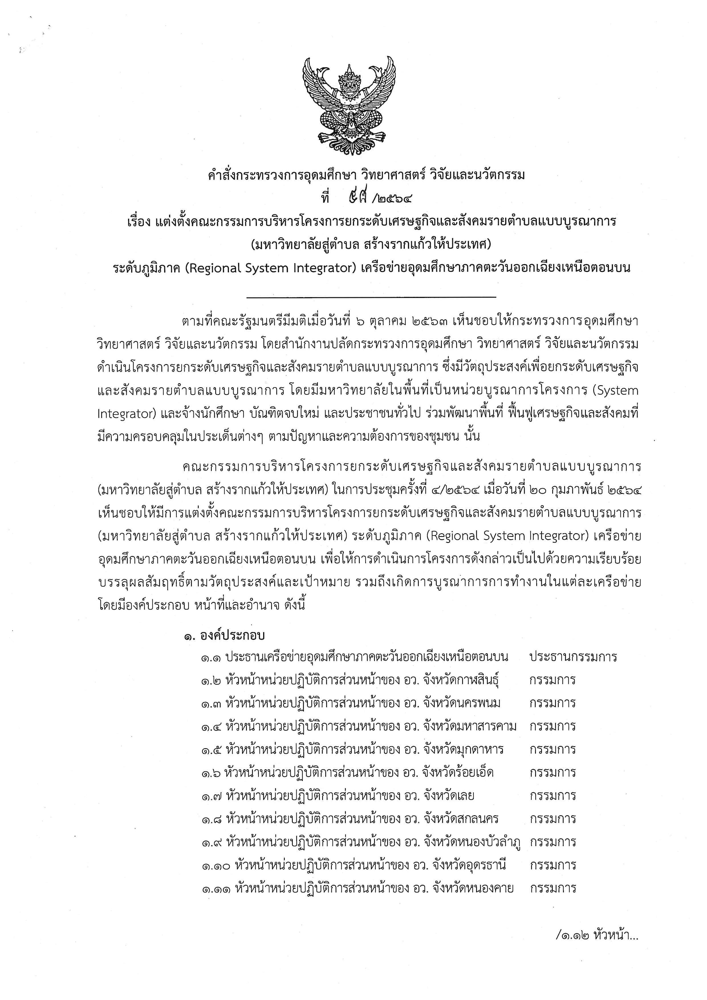 คำสั่งกระทรวงการอุดมศึกษา วิทยาศาสตร์ วิจัยและนวัตกรรม
ที่ /๒๕๖๔
เรื่อง แต่งตั้งคณะกรรมการบริหารโครงการยกระดับเศรษฐกิจและสังคมรายตำบลแบบบูรณาการ
(มหาวิทยาลัยสู่ตำบล สร้างรากแก้วให้ประเทศ)
ระดับภูมิภาค (Regional System Integrator) เครือข่ายอุดมศึกษาภาคตะวันออกเฉียงเหนือตอนบน
ตามที่คณะรัฐมนตรีมีมติเมื่อวันที่ ๖ ตุลาคม ๒๕๖๓ เห็นชอบให้กระทรวงการอุดมศึกษา
วิทยาศาสตร์ วิจัยและนวัตกรรม โดยสำนักงานปลัดกระทรวงการอุดมศึกษา วิทยาศาสตร์ วิจัยและนวัตกรรม
ดำเนินโครงการยกระดับเศรษฐกิจและสังคมรายตำบลแบบบูรณาการ ซึ่งมีวัตถุประสงค์เพื่อยกระดับเศรษฐกิจ
และสังคมรายตำบลแบบบูรณาการ โดยมีมหาวิทยาลัยในพื้นที่เป็นหน่วยบูรณาการโครงการ (System
Integrator) และจ้างนักศึกษา บัณฑิตจบใหม่ และประชาชนทั่วไป ร่วมพัฒนาพื้นที่ ฟื้นฟูเศรษฐกิจและสังคมที่
มีความครอบคลุมในประเด็นต่างๆ ตามปัญหาและความต้องการของชุมชน นั้น
คณะกรรมการบริหารโครงการยกระดับเศรษฐกิจและสังคมรายตำบลแบบบูรณาการ
(มหาวิทยาลัยสู่ตำบล สร้างรากแก้วให้ประเทศ) ในการประชุมครั้งที่ ๔/๒๕๖๔ เมื่อวันที่ ๒๐ กุมภาพันธ์ ๒๕๖๔
เห็นชอบให้มีการแต่งตั้งคณะกรรมการบริหารโครงการยกระดับเศรษฐกิจและสังคมรายตำบลแบบบูรณาการ
(มหาวิทยาลัยสู่ตำบล สร้างรากแก้วให้ประเทศ) ระดับภูมิภาค (Regional System Integrator) เครือข่าย
อุดมศึกษาภาคตะวันออกเฉียงเหนือตอนบน เพื่อให้การดำเนินการโครงการดังกล่าวเป็นไปด้วยความเรียบร้อย
บรรลุผลสัมฤทธิ์ตามวัตถุประสงค์และเป้าหมาย รวมถึงเกิดการบูรณาการการทำงานในแต่ละเครือข่าย
โดยมีองค์ประกอบ หน้าที่และอำนาจ ดังนี้
๑. องค์ประกอบ
๑.๑ ประธานเครือข่ายอุดมศึกษาภาคตะวันออกเฉียงเหนือตอนบน ประธานกรรมการ
๑.๒ หัวหน้าหน่วยปฏิบัติการส่วนหน้าของ อว. จังหวัดกาฬสินธุ์ กรรมการ
๑.๓ หัวหน้าหน่วยปฏิบัติการส่วนหน้าของ อว. จังหวัดนครพนม กรรมการ
๑.๔ หัวหน้าหน่วยปฏิบัติการส่วนหน้าของ อว. จังหวัดมหาสารคาม กรรมการ
๑.๕ หัวหน้าหน่วยปฏิบัติการส่วนหน้าของ อว. จังหวัดมุกดาหาร กรรมการ
๑.๖ หัวหน้าหน่วยปฏิบัติการส่วนหน้าของ อว. จังหวัดร้อยเอ็ด กรรมการ
๑.๗ หัวหน้าหน่วยปฏิบัติการส่วนหน้าของ อว. จังหวัดเลย กรรมการ
๑.๘ หัวหน้าหน่วยปฏิบัติการส่วนหน้าของ อว. จังหวัดสกลนคร กรรมการ
๑.๙ หัวหน้าหน่วยปฏิบัติการส่วนหน้าของ อว. จังหวัดหนองบัวลำภู กรรมการ
๑.๑๐ หัวหน้าหน่วยปฏิบัติการส่วนหน้าของ อว. จังหวัดอุดรธานี กรรมการ
๑.๑๑ หัวหน้าหน่วยปฏิบัติการส่วนหน้าของ อว. จังหวัดหนองคาย กรรมการ
/๑.๑๒ หัวหน้า...